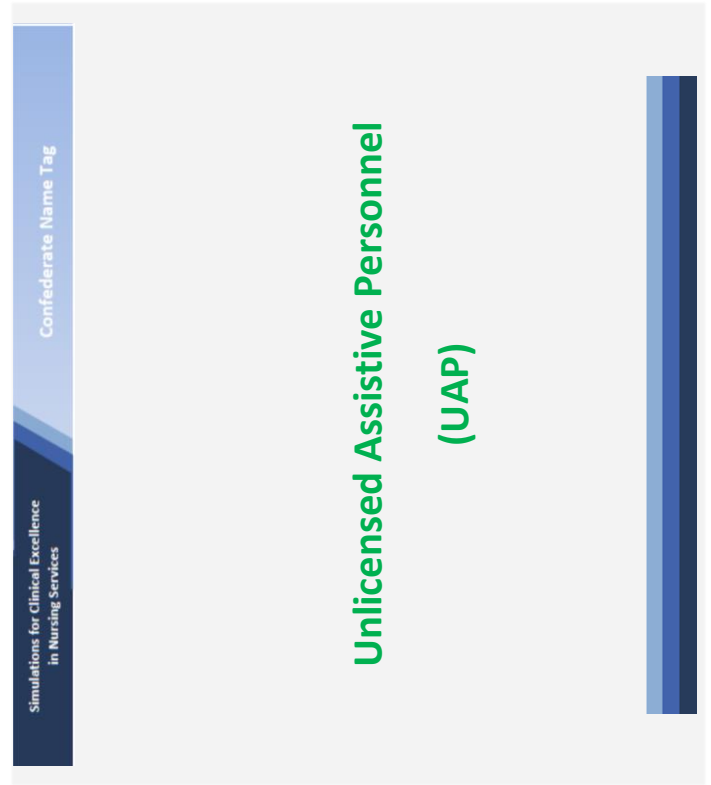 Simulations for Clinical Excellence
in Nursing Services
Confederate Name Tag
Unlicensed Assistive Personnel
(UAP)